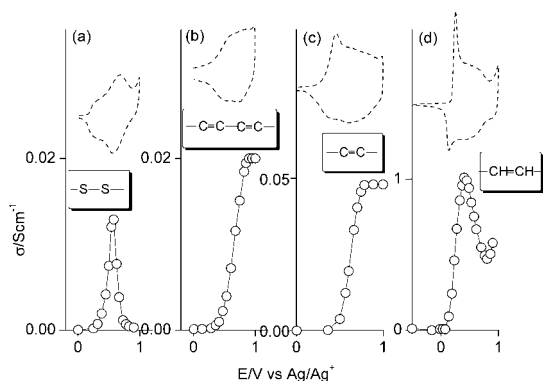 (a) (b) (c) (d)
—C≡C—C≡C—
—C≡C—
—CH=CH—
—S—S—
0.02 0.02 0.05 1
σ/Scm⁻¹
0.00 0.00 0.00 0
0 1 0 1 0 1 0 1
E/V vs Ag/Ag⁺